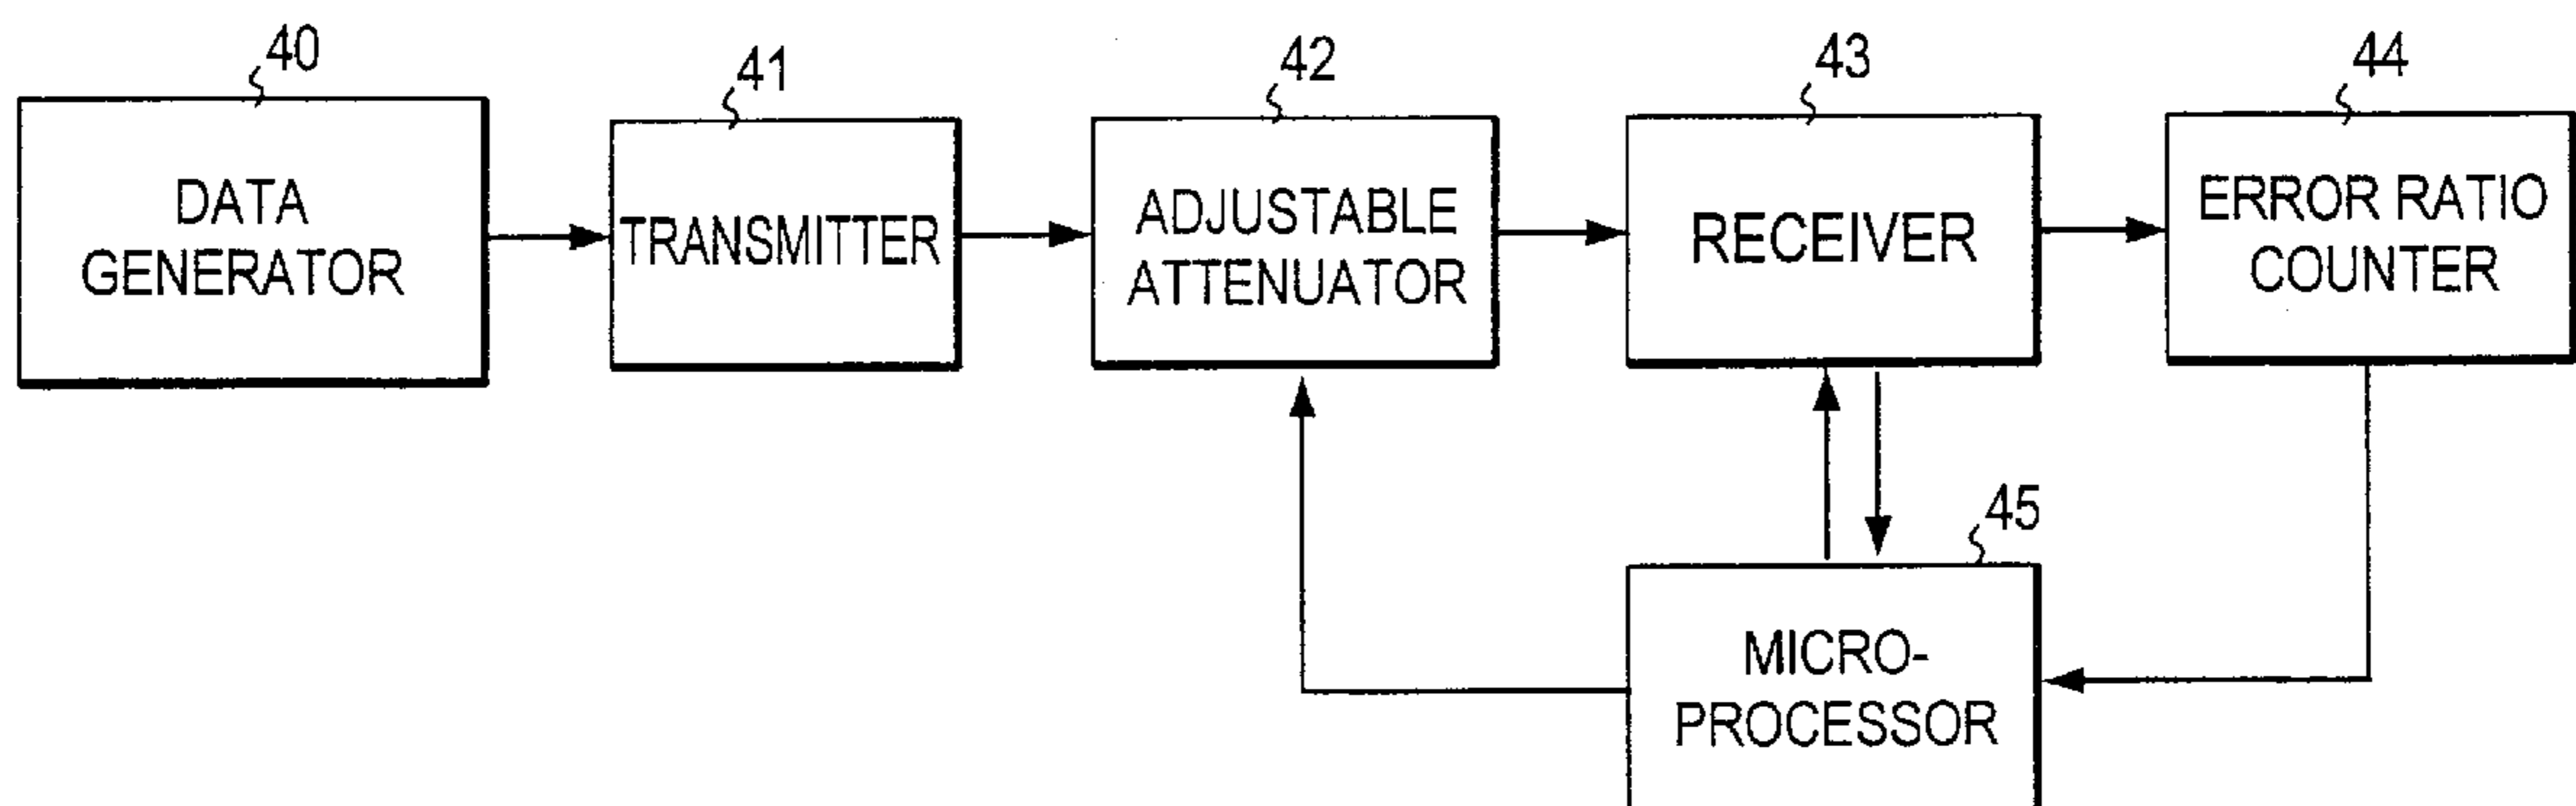 40
DATA
GENERATOR
41
TRANSMITTER
42
ADJUSTABLE
ATTENUATOR
43
RECEIVER
44
ERROR RATIO
COUNTER
45
MICRO-
PROCESSOR